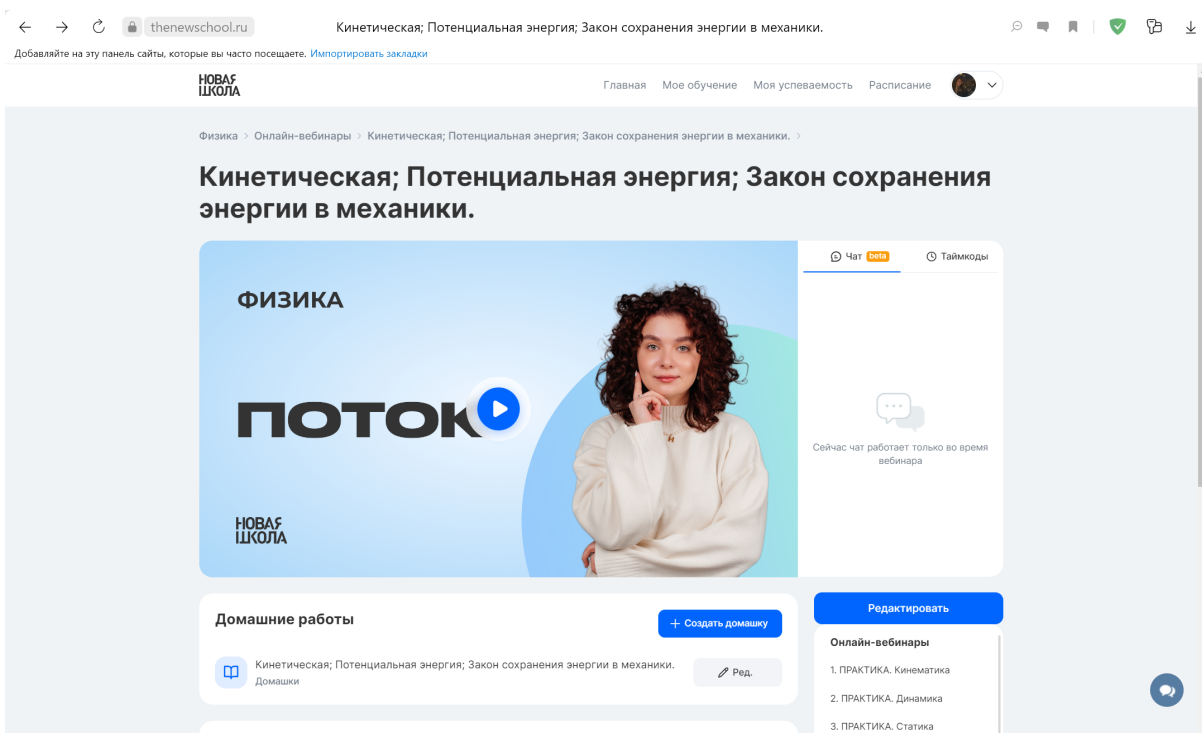 thenewschool.ru
Кинетическая; Потенциальная энергия; Закон сохранения энергии в механики.
Добавляйте на эту панель сайты, которые вы часто посещаете. Импортировать закладки
НОВАЯ
ШКОЛА
Главная Мое обучение Моя успеваемость Расписание
Физика > Онлайн-вебинары > Кинетическая; Потенциальная энергия; Закон сохранения энергии в механики. >
Кинетическая; Потенциальная энергия; Закон сохранения
энергии в механики.
ФИЗИКА
ПОТОК
НОВАЯ
ШКОЛА
Чат beta
Таймкоды
Сейчас чат работает только во время
вебинара
Домашние работы
+ Создать домашку
Кинетическая; Потенциальная энергия; Закон сохранения энергии в механики.
Домашки
Ред.
Редактировать
Онлайн-вебинары
1. ПРАКТИКА. Кинематика
2. ПРАКТИКА. Динамика
3. ПРАКТИКА. Статика